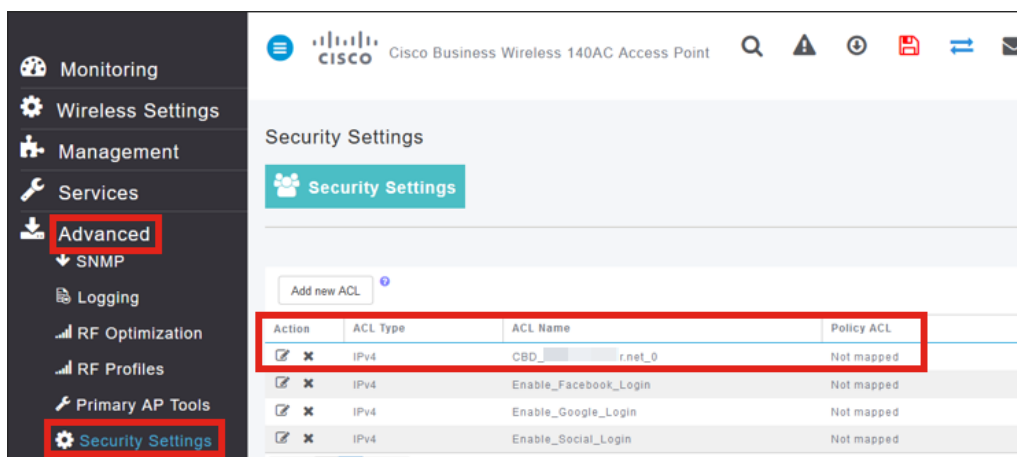 Monitoring
Wireless Settings
Management
Services
Advanced
SNMP
Logging
RF Optimization
RF Profiles
Primary AP Tools
Security Settings
CISCO Cisco Business Wireless 140AC Access Point
Security Settings
Security Settings
Add new ACL ?
Action ACL Type ACL Name Policy ACL
IPv4 CBD_ r.net_0 Not mapped
IPv4 Enable_Facebook_Login Not mapped
IPv4 Enable_Google_Login Not mapped
IPv4 Enable_Social_Login Not mapped